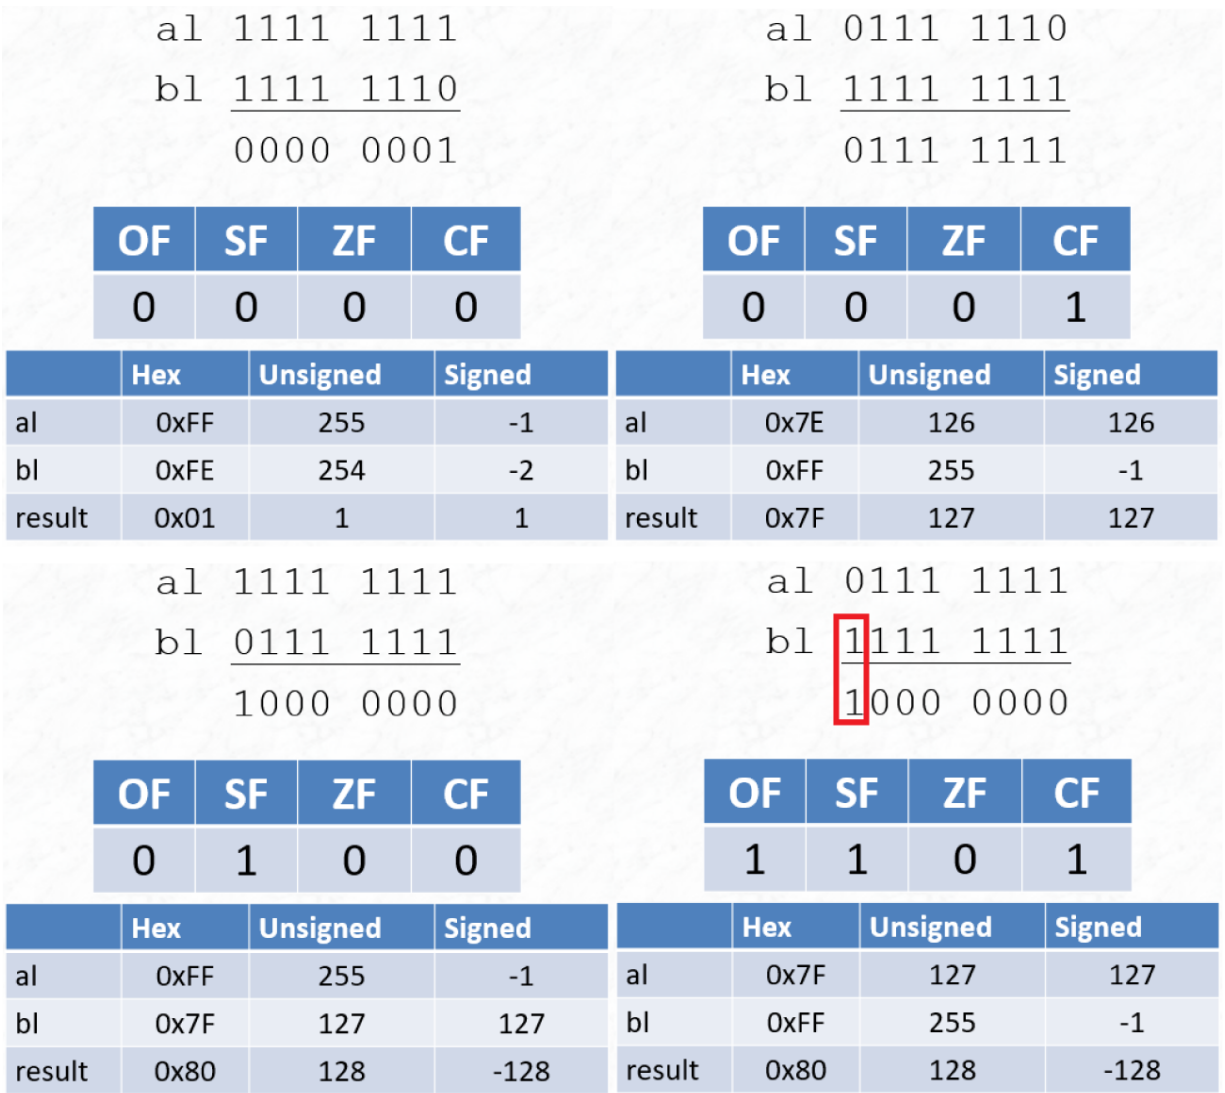 al 1111 1111
bl 1111 1110
0000 0001
OF SF ZF CF
0 0 0 0
Hex Unsigned Signed
al 0xFF 255 -1
bl 0xFE 254 -2
result 0x01 1 1
al 0111 1110
bl 1111 1111
0111 1111
OF SF ZF CF
0 0 0 1
Hex Unsigned Signed
al 0x7E 126 126
bl 0xFF 255 -1
result 0x7F 127 127
al 1111 1111
bl 0111 1111
1000 0000
OF SF ZF CF
0 1 0 0
Hex Unsigned Signed
al 0xFF 255 -1
bl 0x7F 127 127
result 0x80 128 -128
al 0111 1111
bl 1111 1111
1000 0000
OF SF ZF CF
1 1 0 1
Hex Unsigned Signed
al 0x7F 127 127
bl 0xFF 255 -1
result 0x80 128 -128